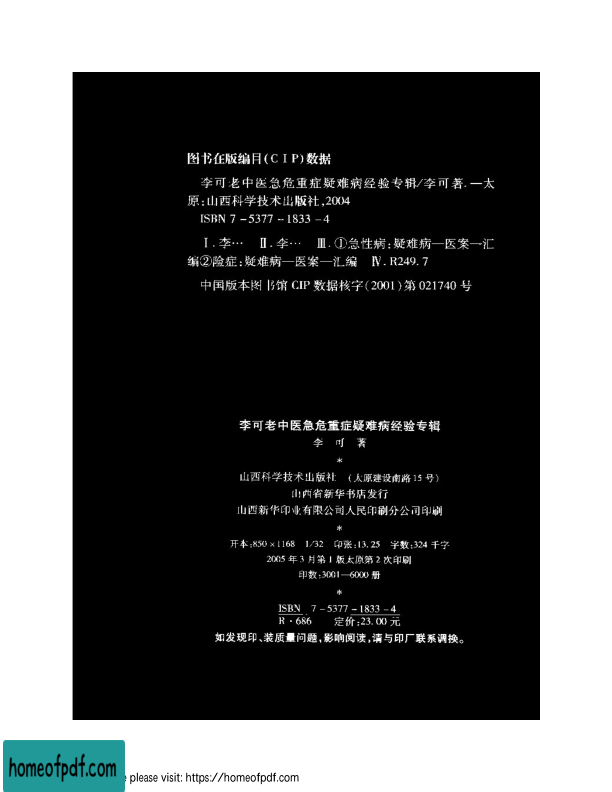 图书在版编目(CIP)数据
李可老中医急危重症疑难病经验专辑/李可著.—太
原:山西科学技术出版社,2004
ISBN 7-5377-1833-4
Ⅰ.李… Ⅱ.李… Ⅲ.①急性病:疑难病—医案—汇
编②险症:疑难病—医案—汇编 Ⅳ.R249.7
中国版本图书馆CIP数据核字(2001)第021740号
李可老中医急危重症疑难病经验专辑
李 可 著
*
山西科学技术出版社 (太原建设南路15号)
山西省新华书店发行
山西新华印业有限公司人民印刷分公司印刷
*
开本:850×1168 1/32 印张:13.25 字数:324千字
2005年3月第1版太原第2次印刷
印数:3001—6000册
*
ISBN 7-5377-1833-4
R·686 定价:23.00元
如发现印、装质量问题,影响阅读,请与印厂联系调换。
homeofpdf.com
please visit: https://homeofpdf.com